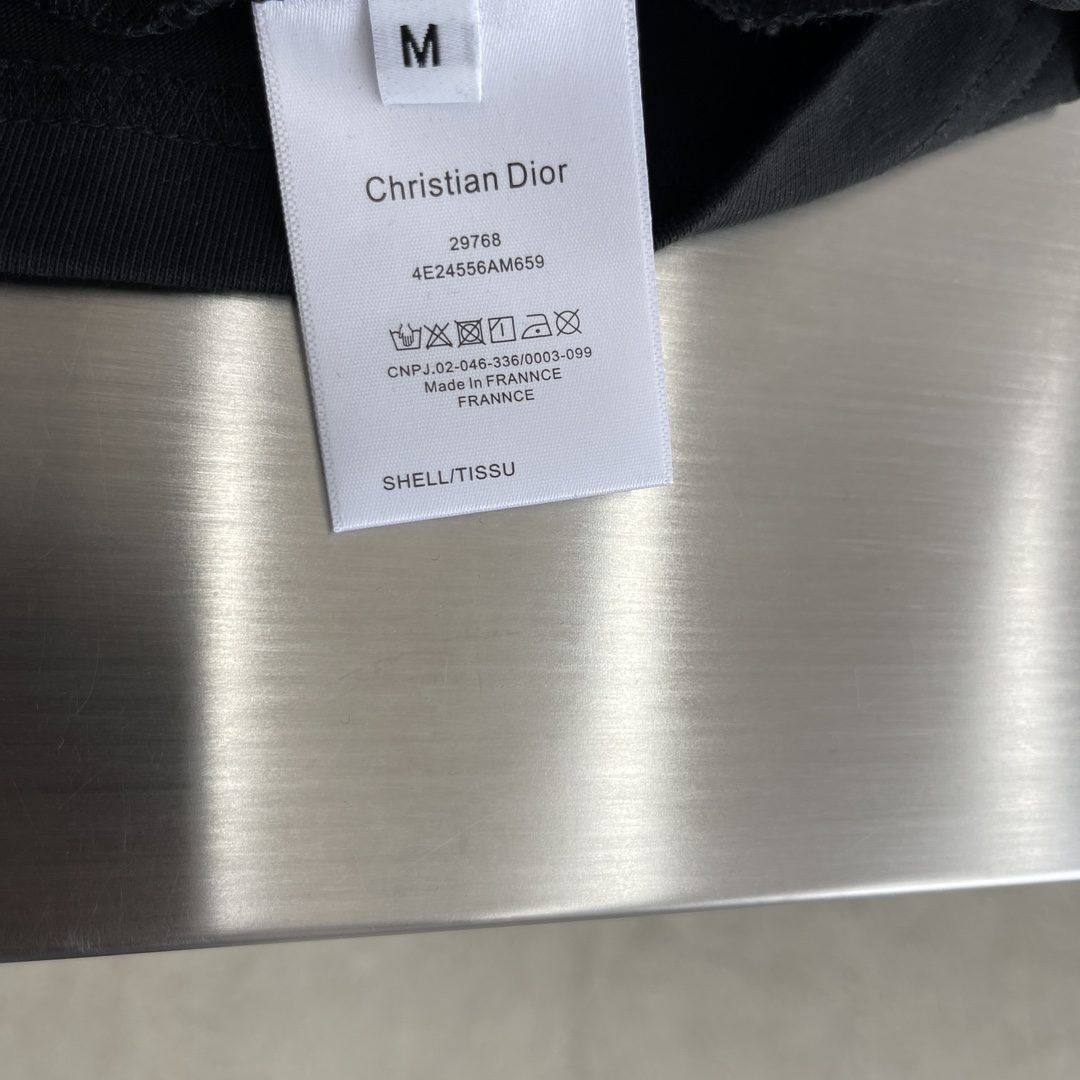 M
Christian Dior
29768
4E24556AM659
CNPJ.02-046-336/0003-099
Made In FRANNCE
FRANNCE
SHELL/TISSU